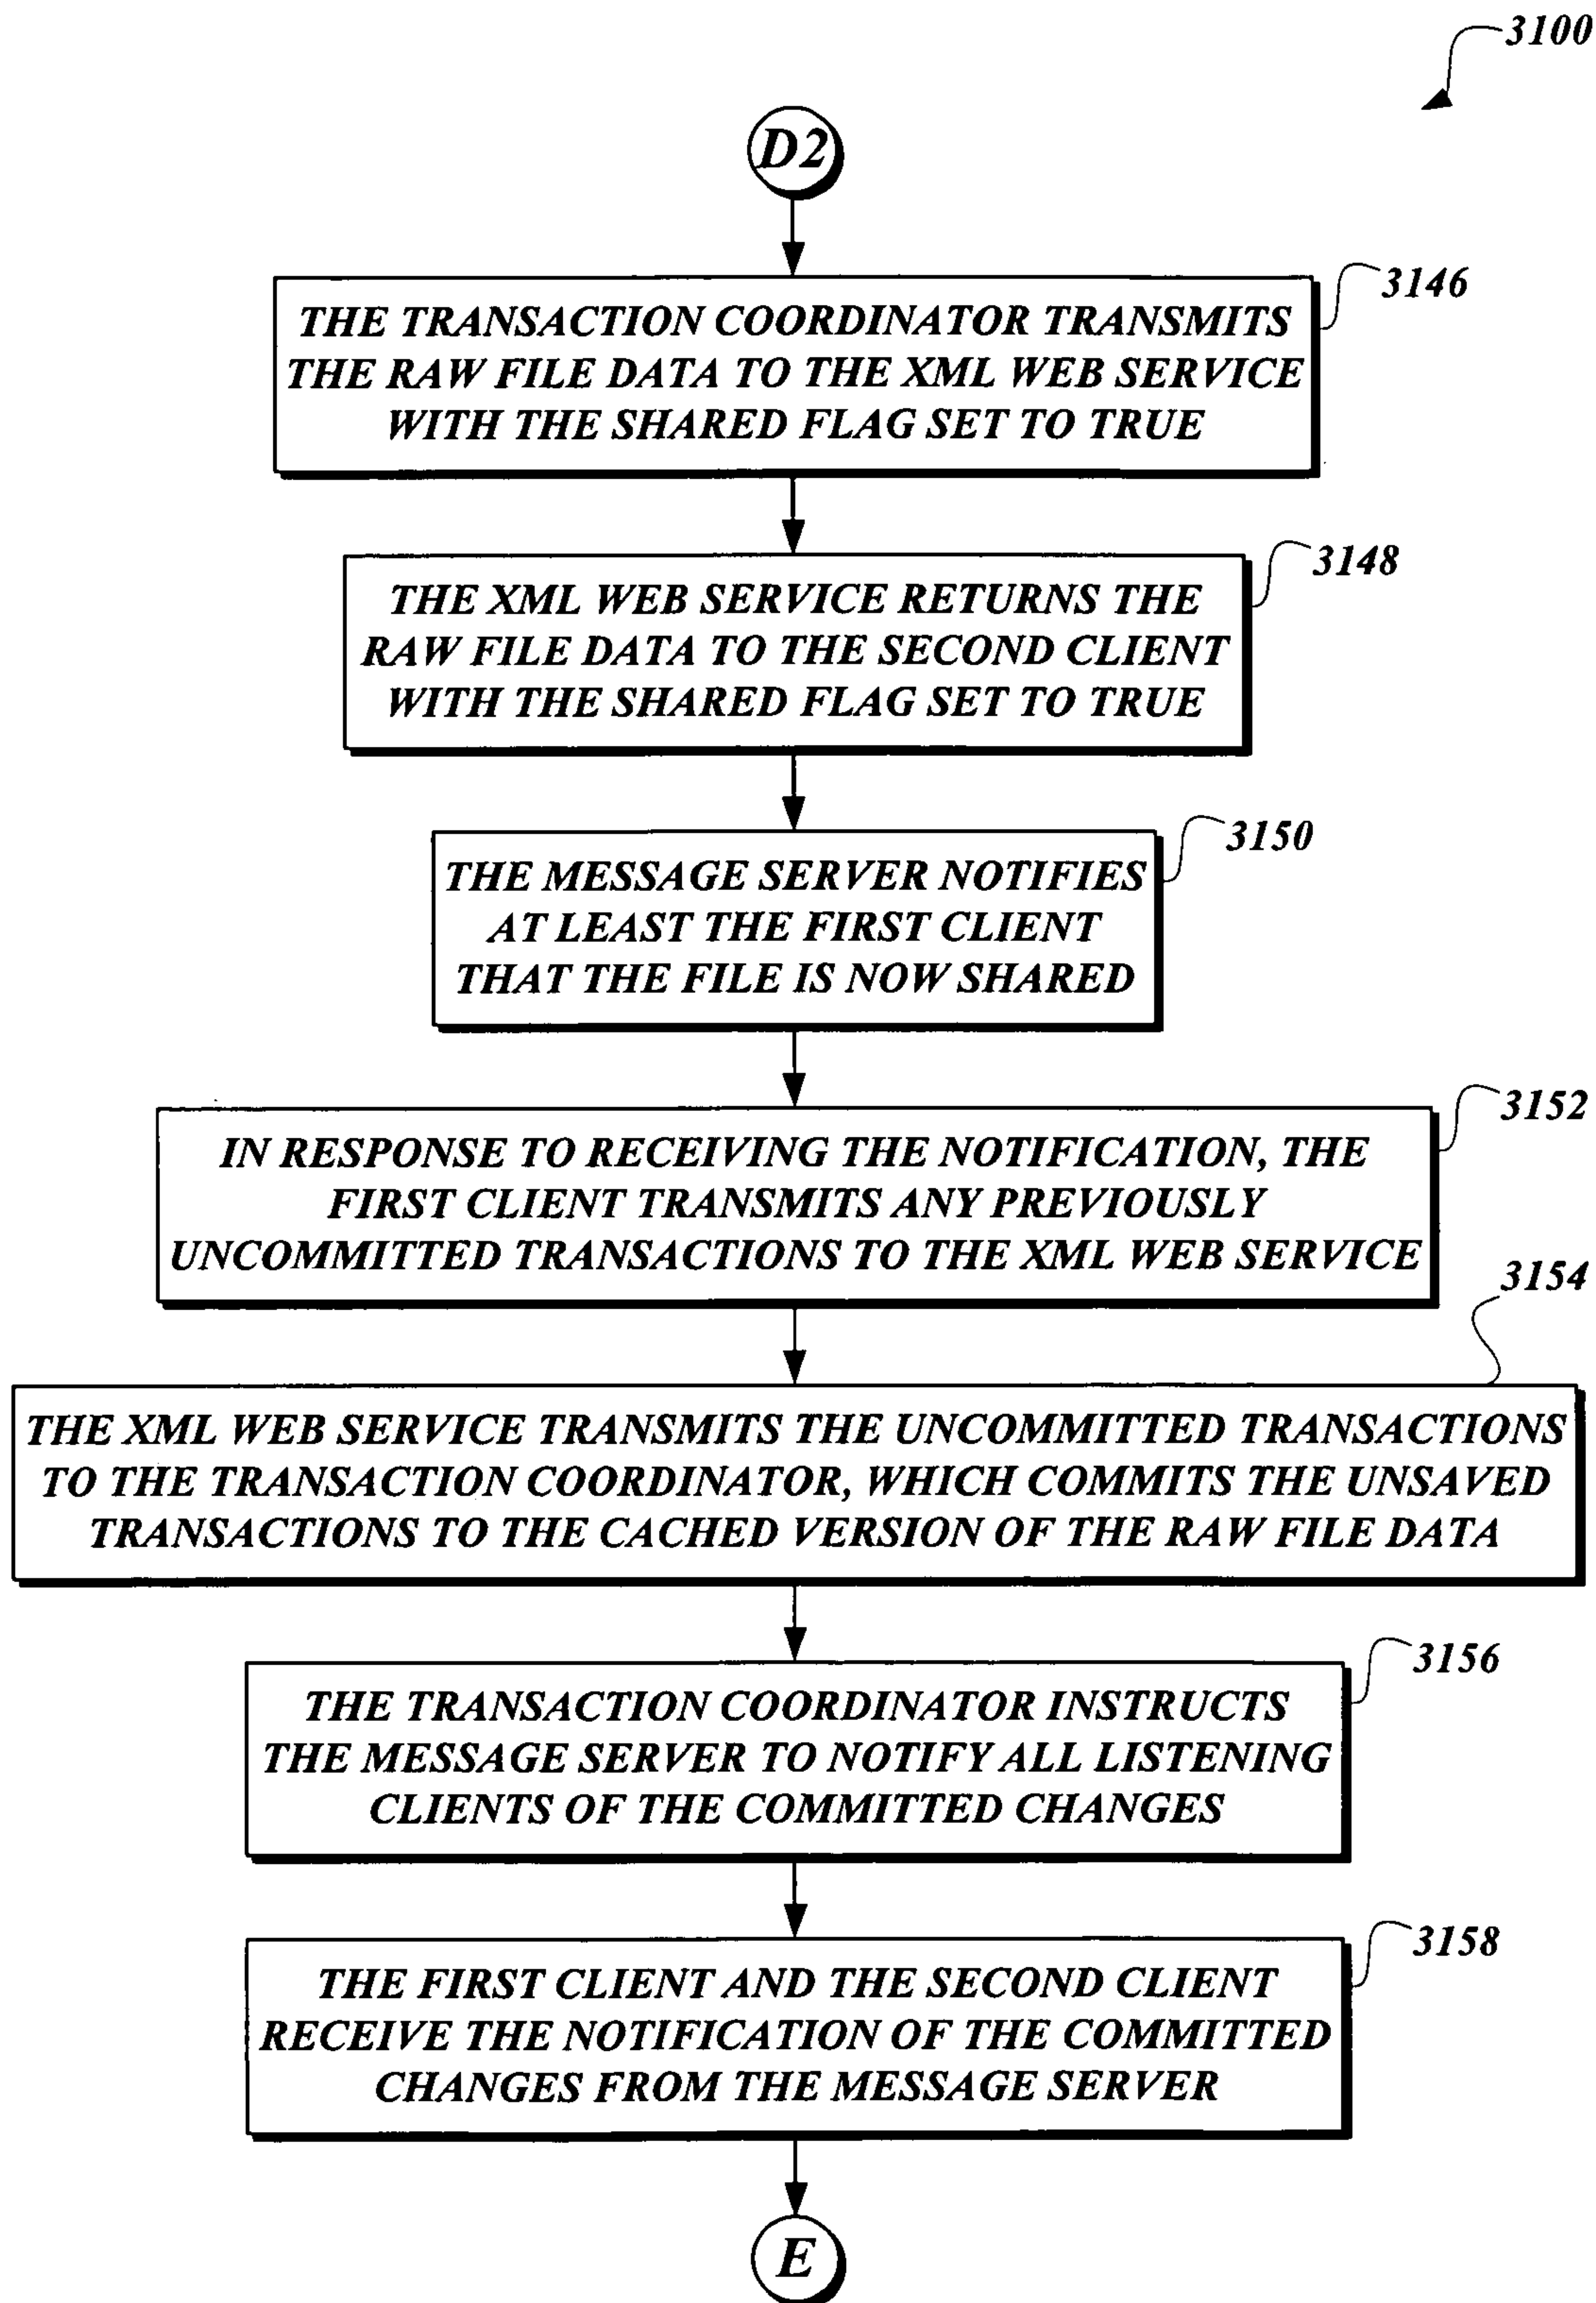 3100
D2
3146
THE TRANSACTION COORDINATOR TRANSMITS
THE RAW FILE DATA TO THE XML WEB SERVICE
WITH THE SHARED FLAG SET TO TRUE
3148
THE XML WEB SERVICE RETURNS THE
RAW FILE DATA TO THE SECOND CLIENT
WITH THE SHARED FLAG SET TO TRUE
3150
THE MESSAGE SERVER NOTIFIES
AT LEAST THE FIRST CLIENT
THAT THE FILE IS NOW SHARED
3152
IN RESPONSE TO RECEIVING THE NOTIFICATION, THE
FIRST CLIENT TRANSMITS ANY PREVIOUSLY
UNCOMMITTED TRANSACTIONS TO THE XML WEB SERVICE
3154
THE XML WEB SERVICE TRANSMITS THE UNCOMMITTED TRANSACTIONS
TO THE TRANSACTION COORDINATOR, WHICH COMMITS THE UNSAVED
TRANSACTIONS TO THE CACHED VERSION OF THE RAW FILE DATA
3156
THE TRANSACTION COORDINATOR INSTRUCTS
THE MESSAGE SERVER TO NOTIFY ALL LISTENING
CLIENTS OF THE COMMITTED CHANGES
3158
THE FIRST CLIENT AND THE SECOND CLIENT
RECEIVE THE NOTIFICATION OF THE COMMITTED
CHANGES FROM THE MESSAGE SERVER
E